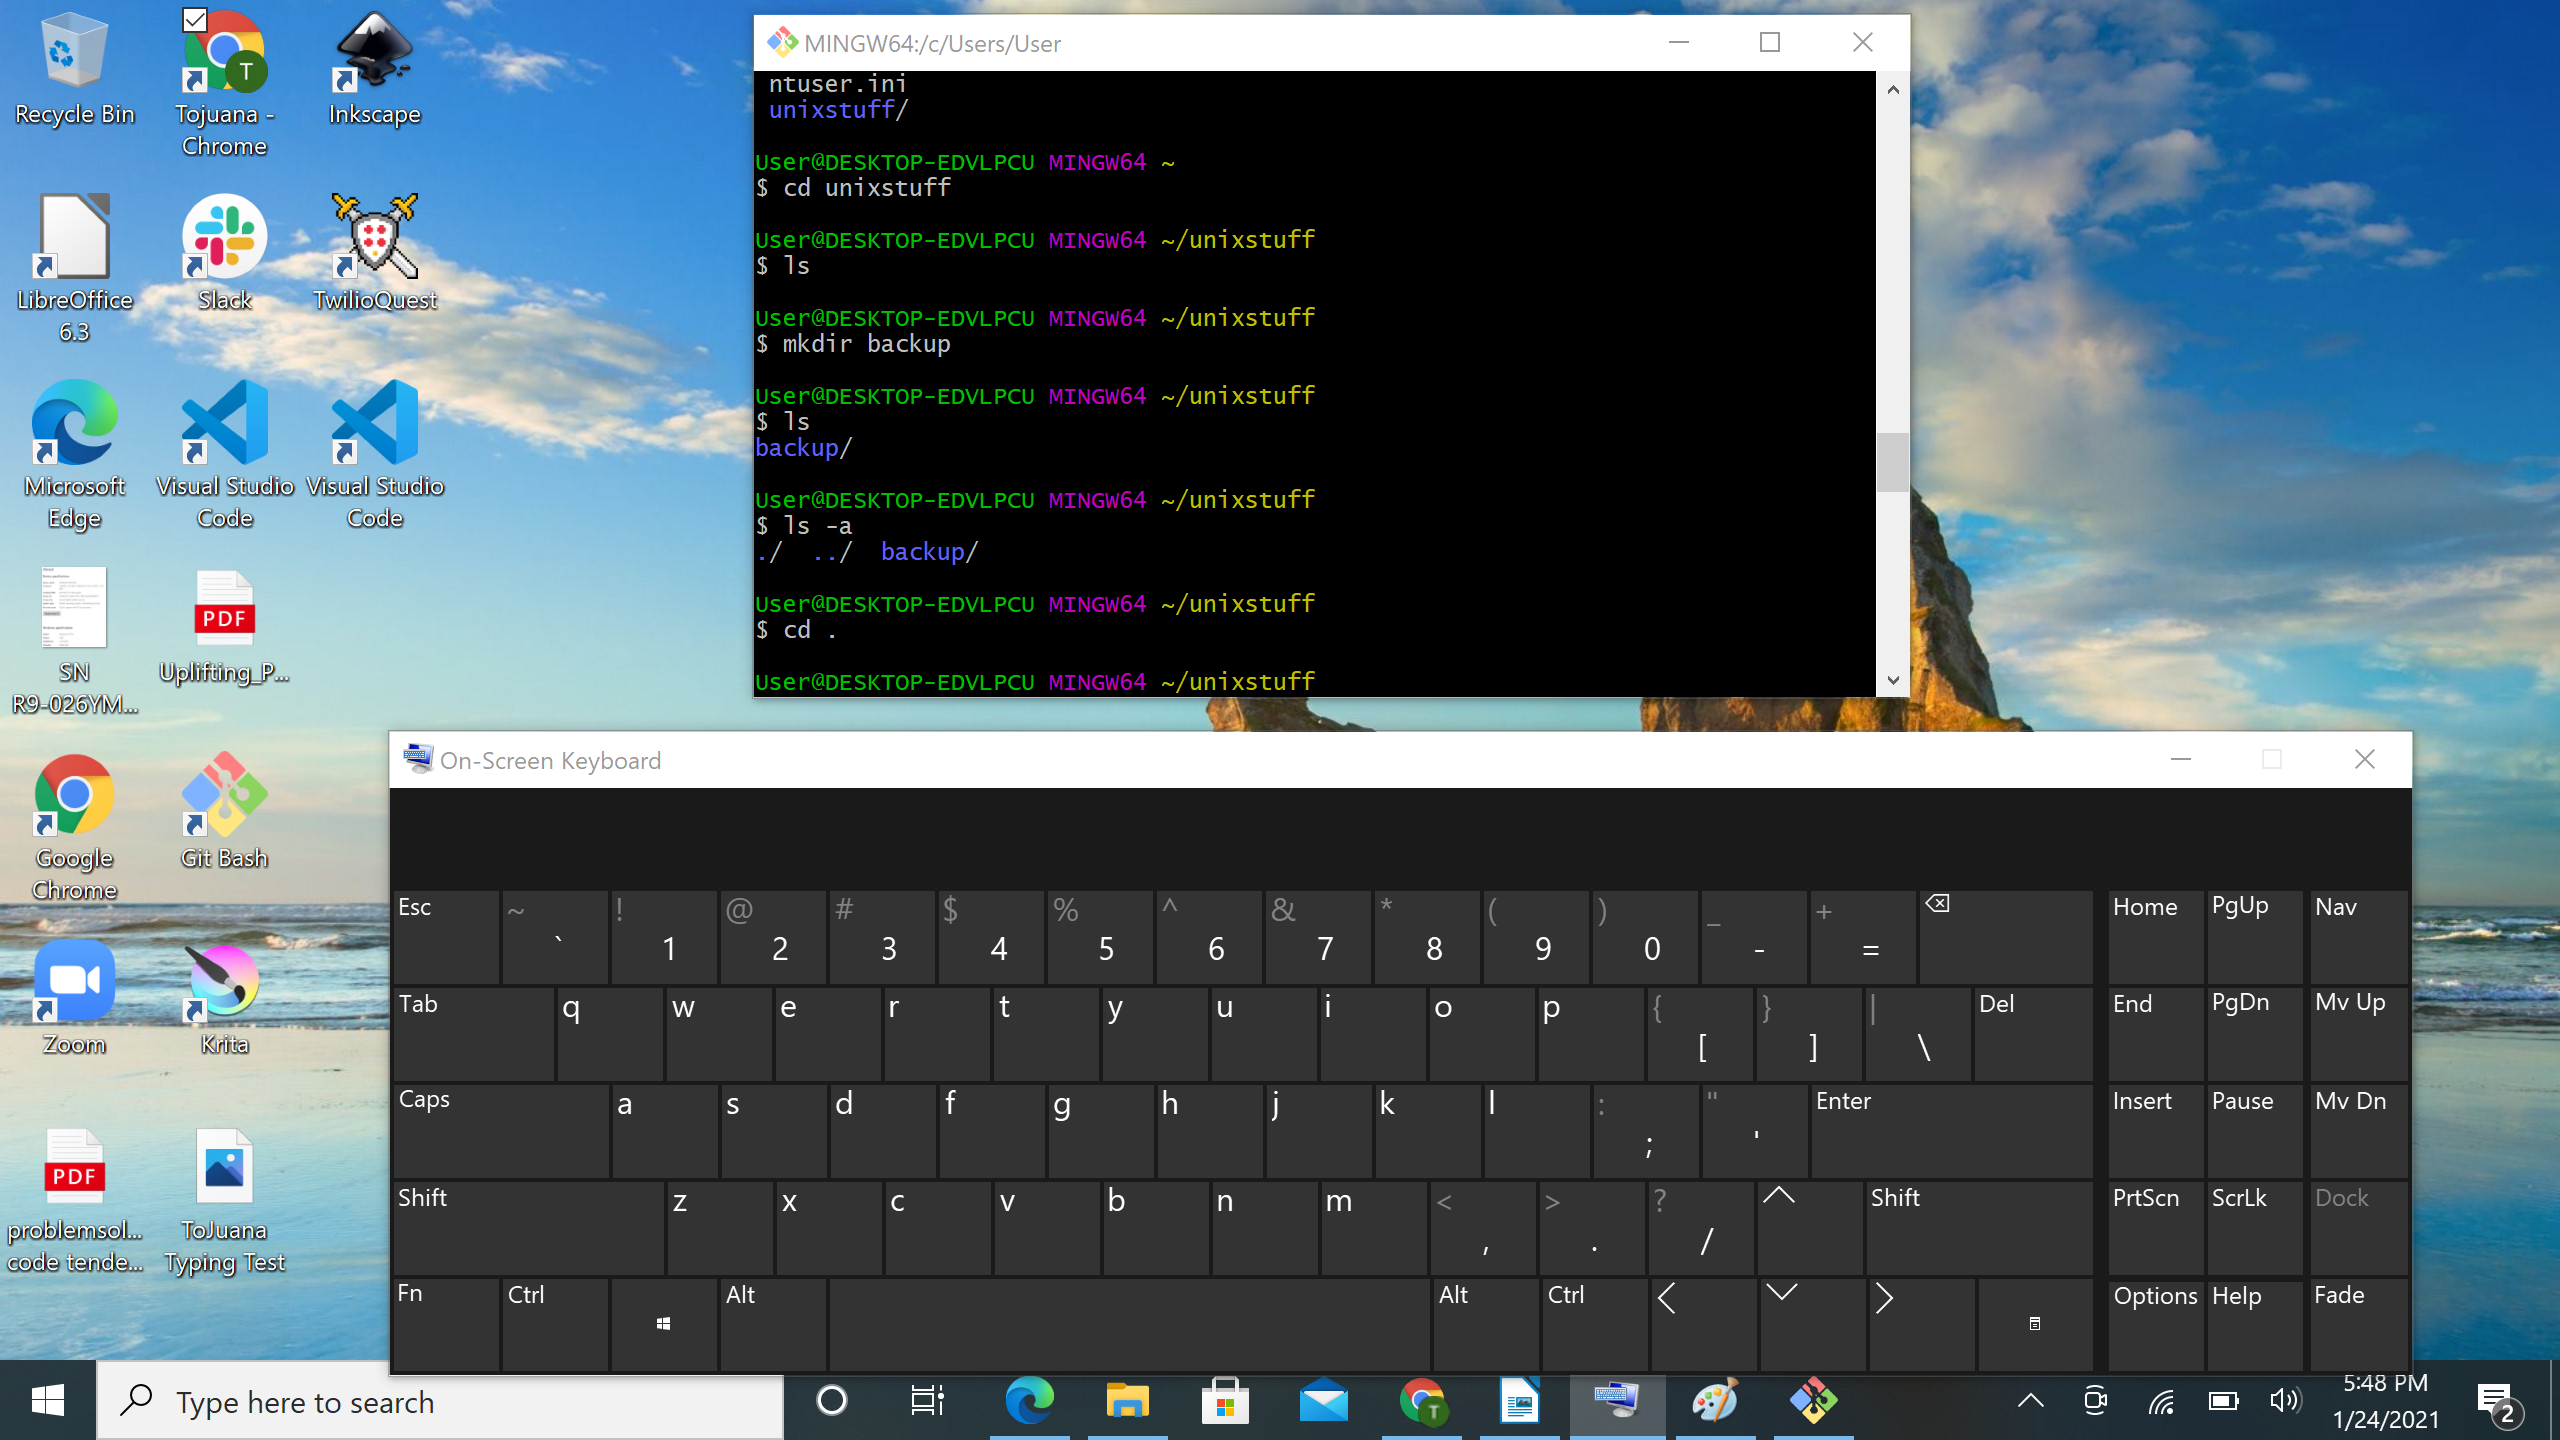 Recycle Bin
Tojuana -
Chrome
Inkscape
LibreOffice
6.3
Slack
TwilioQuest
Microsoft
Edge
Visual Studio
Code
Visual Studio
Code
SN
R9-026YM...
PDF
Uplifting_P...
Google
Chrome
Git Bash
Zoom
Krita
PDF
problemsol...
code tende...
ToJuana
Typing Test
MINGW64:/c/Users/User
ntuser.ini
unixstuff/
User@DESKTOP-EDVLPCU MINGW64 ~
$ cd unixstuff
User@DESKTOP-EDVLPCU MINGW64 ~/unixstuff
$ ls
User@DESKTOP-EDVLPCU MINGW64 ~/unixstuff
$ mkdir backup
User@DESKTOP-EDVLPCU MINGW64 ~/unixstuff
$ ls
backup/
User@DESKTOP-EDVLPCU MINGW64 ~/unixstuff
$ ls -a
./ ../ backup/
User@DESKTOP-EDVLPCU MINGW64 ~/unixstuff
$ cd .
User@DESKTOP-EDVLPCU MINGW64 ~/unixstuff
On-Screen Keyboard
Esc ~ ` ! 1 @ 2 # 3 $ 4 % 5 ^ 6 & 7 * 8 ( 9 ) 0 _ - + = Home PgUp Nav
Tab q w e r t y u i o p { [ } ] | \ Del End PgDn Mv Up
Caps a s d f g h j k l : ; " ' Enter Insert Pause Mv Dn
Shift z x c v b n m < , > . ? / Shift PrtScn ScrLk Dock
Fn Ctrl Alt Alt Ctrl Options Help Fade
Type here to search
T
5:48 PM
1/24/2021
2